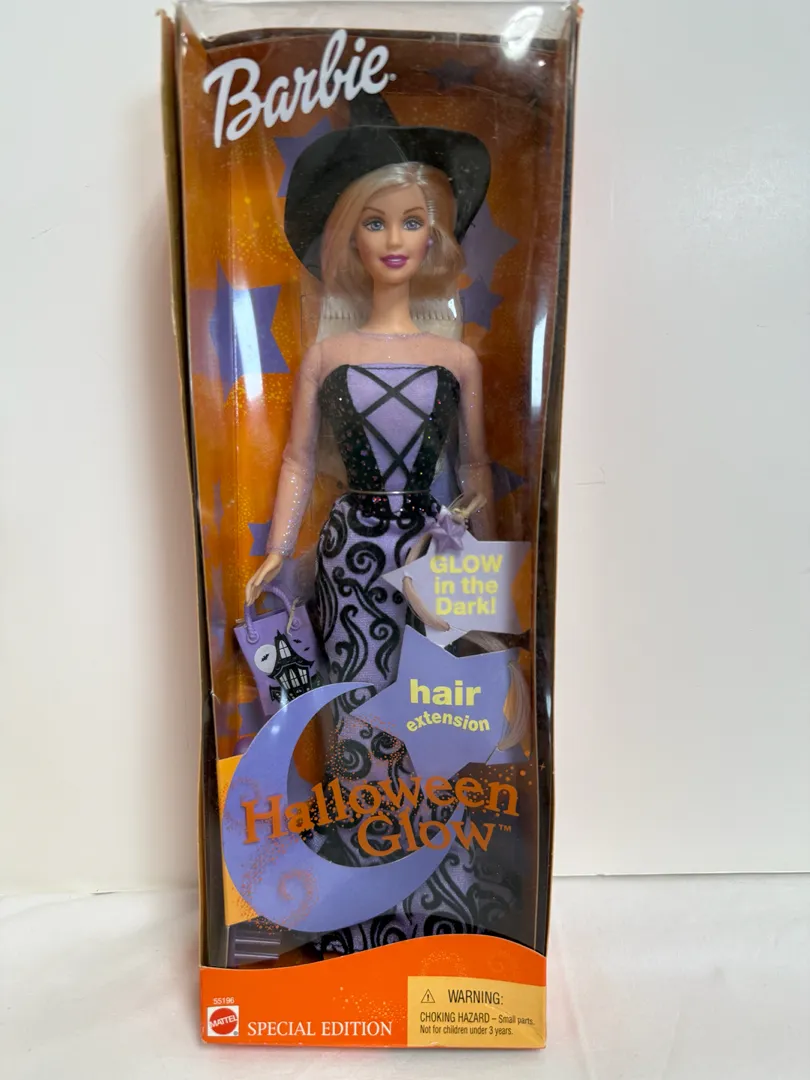 Barbie®
GLOW
in the
Dark!
hair
extension
Halloween
Glow™
55196
MATTEL
SPECIAL EDITION
⚠ WARNING:
CHOKING HAZARD – Small parts.
Not for children under 3 years.